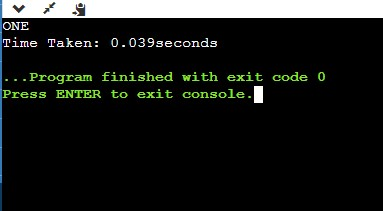 ONE
Time Taken: 0.039seconds
...Program finished with exit code 0
Press ENTER to exit console.